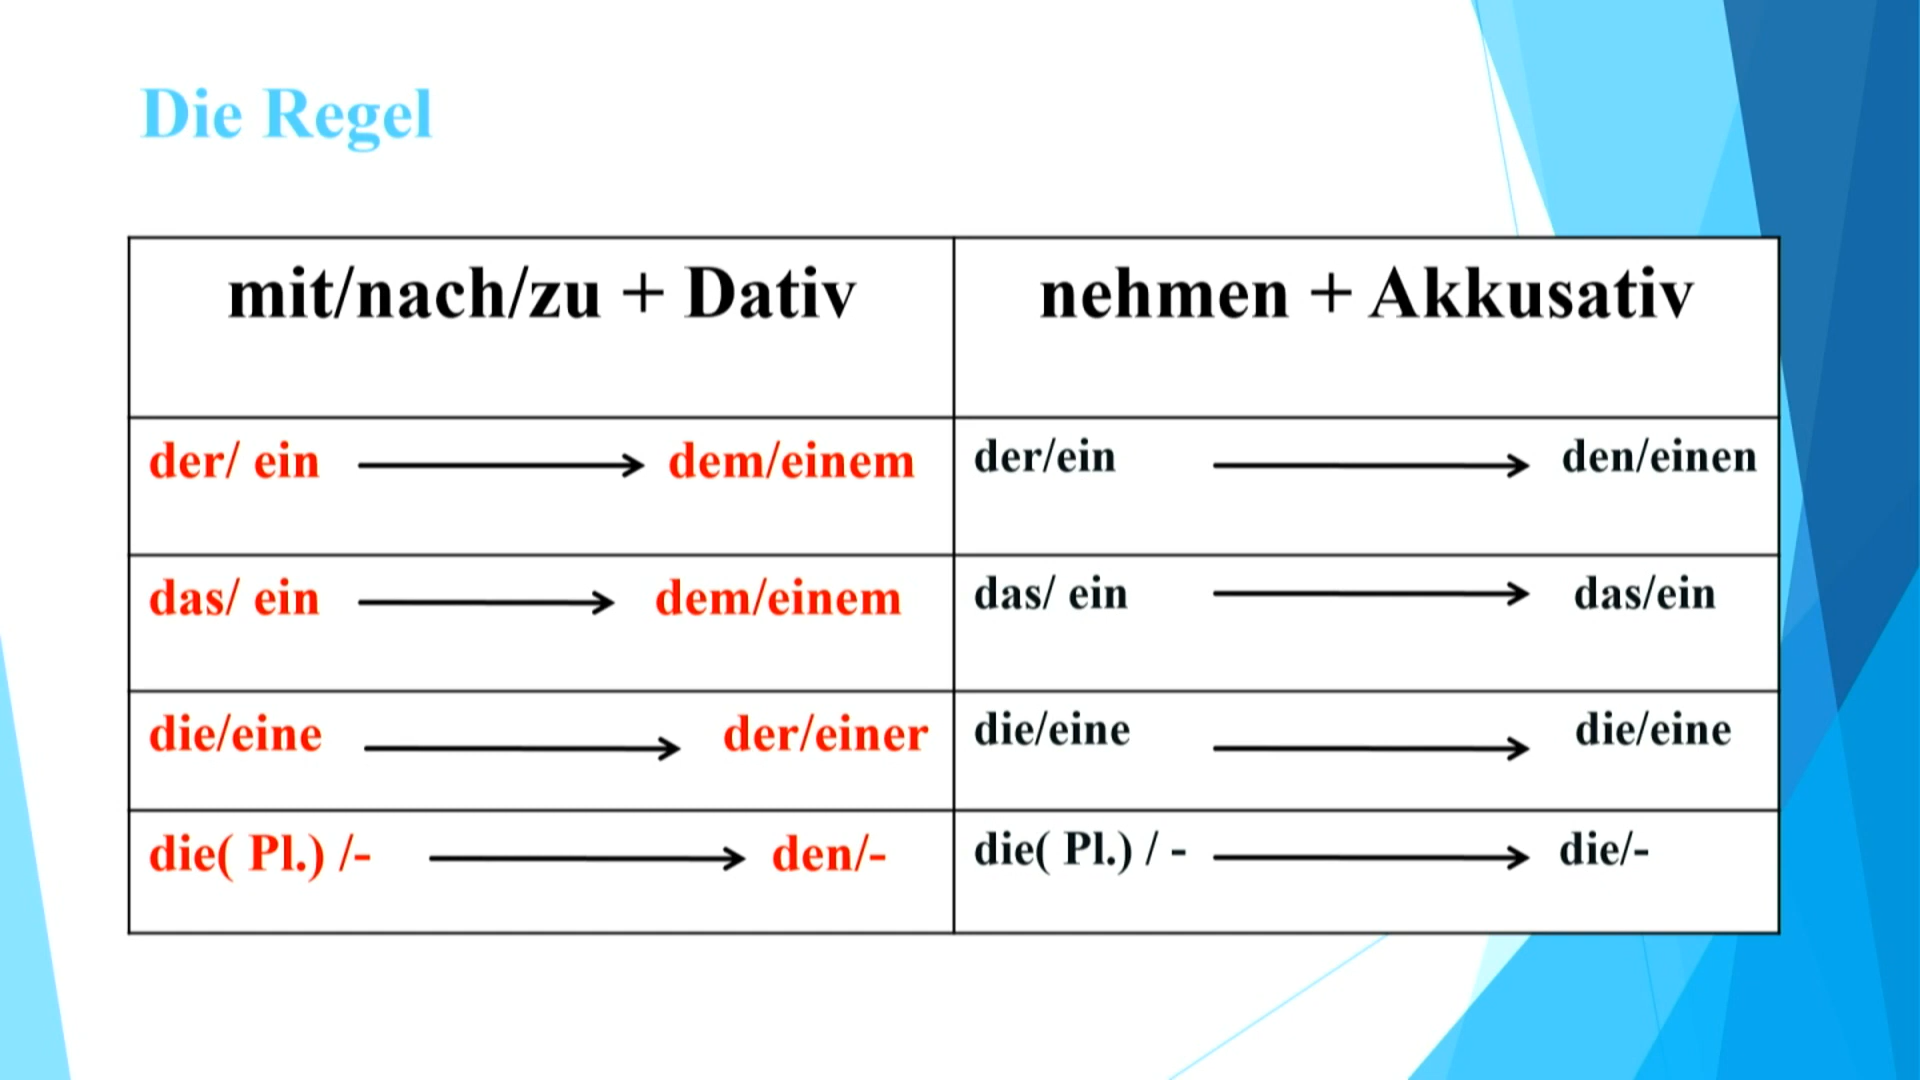 Die Regel
mit/nach/zu + Dativ
nehmen + Akkusativ
der/ ein dem/einem
der/ein den/einen
das/ ein dem/einem
das/ ein das/ein
die/eine der/einer
die/eine die/eine
die( Pl.) /- den/-
die( Pl.) / - die/-